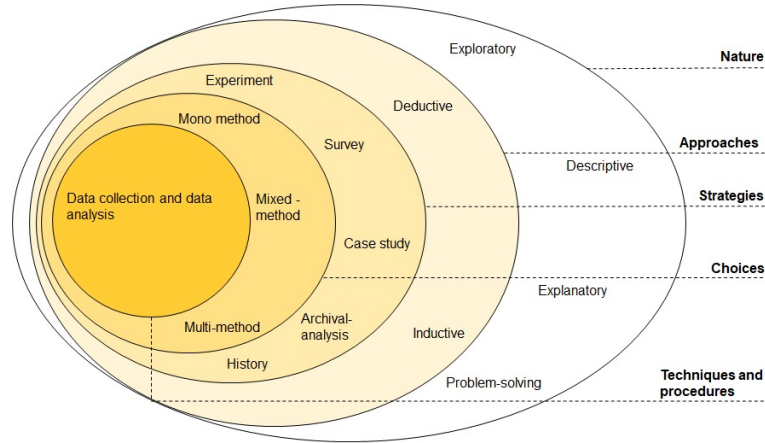 Exploratory
Nature
Experiment
Deductive
Mono method
Survey
Approaches
Descriptive
Data collection and data
analysis
Mixed -
method
Strategies
Case study
Choices
Explanatory
Archival-
analysis
Multi-method
Inductive
History
Problem-solving
Techniques and
procedures